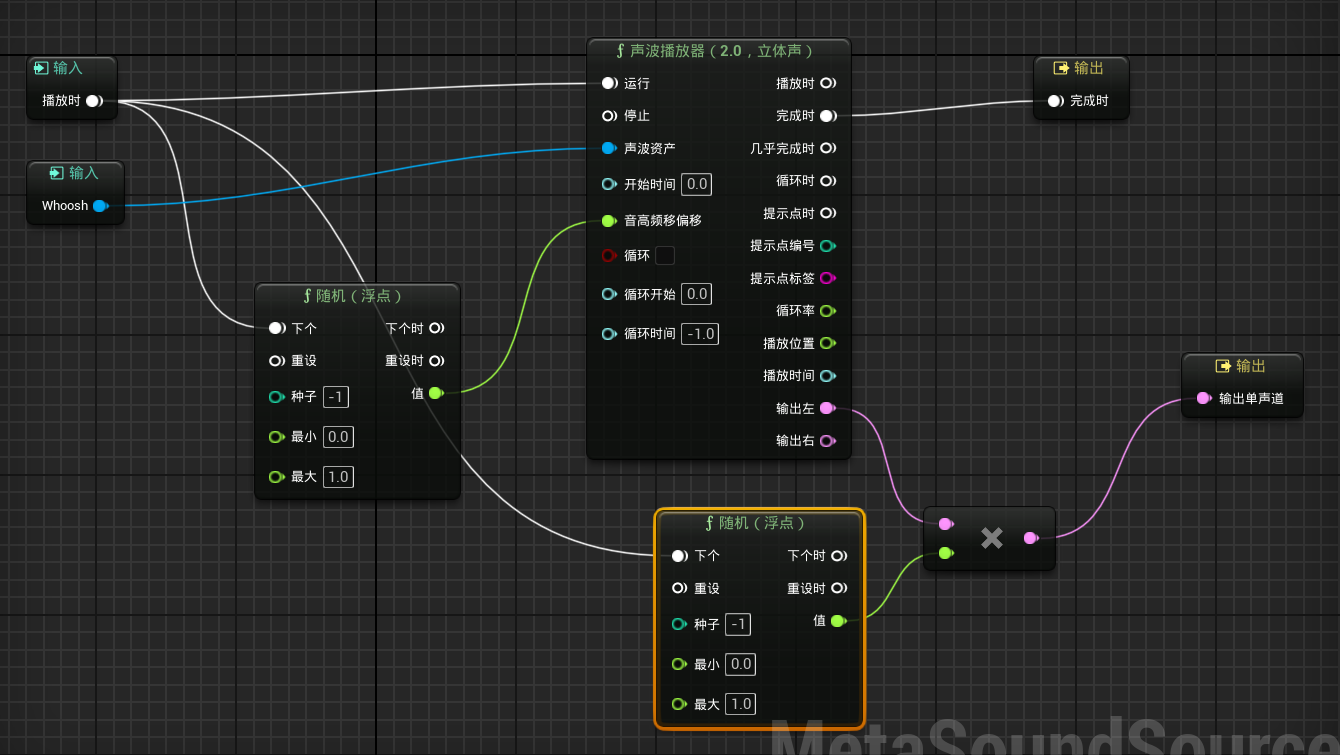 输入
播放时
输入
Whoosh
ƒ 随机（浮点）
下个
下个时
重设
重设时
种子 -1
值
最小 0.0
最大 1.0
ƒ 声波播放器（2.0，立体声）
运行
播放时
停止
完成时
声波资产
几乎完成时
开始时间 0.0
循环时
音高频移偏移
提示点时
循环
提示点编号
循环开始 0.0
提示点标签
循环时间 -1.0
循环率
播放位置
播放时间
输出左
输出右
输出
完成时
输出
输出单声道
ƒ 随机（浮点）
下个
下个时
重设
重设时
种子 -1
值
最小 0.0
最大 1.0
MetaSoundSource